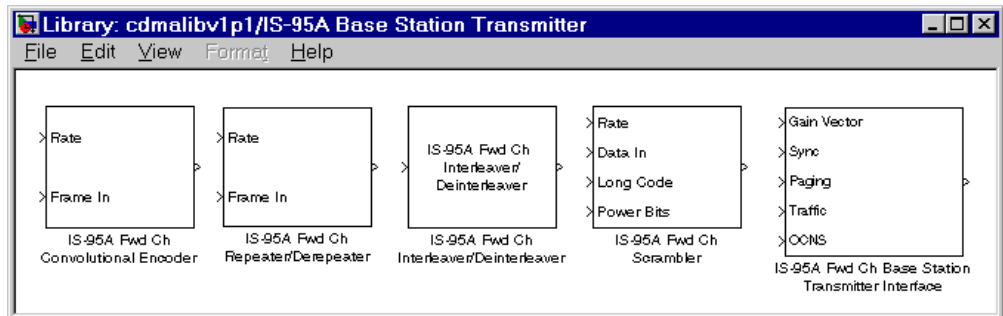 Library: cdmalibv1p1/IS-95A Base Station Transmitter
File Edit View Format Help
Rate
Frame In
IS-95A Fwd Ch
Convolutional Encoder
Rate
Frame In
IS-95A Fwd Ch
Repeater/Derepeater
IS-95A Fwd Ch
Interleaver/
Deinterleaver
IS-95A Fwd Ch
Interleaver/Deinterleaver
Rate
Data In
Long Code
Power Bits
IS-95A Fwd Ch
Scrambler
Gain Vector
Sync
Paging
Traffic
OCNS
IS-95A Fwd Ch Base Station
Transmitter Interface